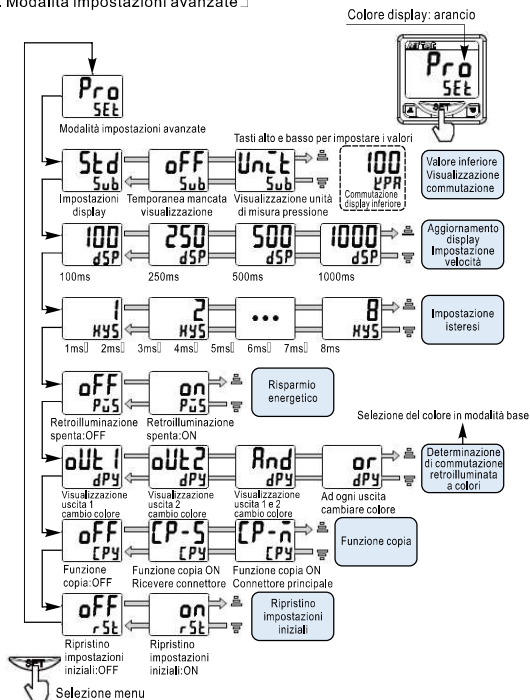 . Modalità impostazioni avanzate
Colore display: arancio
Pro
SEt
SET
Pro
SEt
Modalità impostazioni avanzate
Tasti alto e basso per impostare i valori
Std
Sub
oFF
Sub
Unit
Sub
100
KPA
Commutazione
display inferiore
Valore inferiore
Visualizzazione
commutazione
Impostazioni
display
Temporanea mancata
visualizzazione
Visualizzazione unità
di misura pressione
100
dSP
250
dSP
500
dSP
1000
dSP
Aggiornamento
display
Impostazione
velocità
100ms
250ms
500ms
1000ms
1
HYS
2
HYS
...
8
HYS
Impostazione
isteresi
1ms 2ms 3ms 4ms 5ms 6ms 7ms 8ms
oFF
PwS
on
PwS
Risparmio
energetico
Retroilluminazione
spenta:OFF
Retroilluminazione
spenta:ON
Selezione del colore in modalità base
oUt1
dPY
oUt2
dPY
And
dPY
or
dPY
Determinazione
di commutazione
retroilluminata
a colori
Visualizzazione
uscita 1
cambio colore
Visualizzazione
uscita 2
cambio colore
Visualizzazione
uscita 1 e 2
cambio colore
Ad ogni uscita
cambiare colore
oFF
CPY
CP-S
CPY
CP-m
CPY
Funzione copia
Funzione
copia:OFF
Funzione copia ON
Ricevere connettore
Funzione copia ON
Connettore principale
oFF
rSt
on
rSt
Ripristino
impostazioni
iniziali
Ripristino
impostazioni
iniziali:OFF
Ripristino
impostazioni
iniziali:ON
SET
Selezione menu